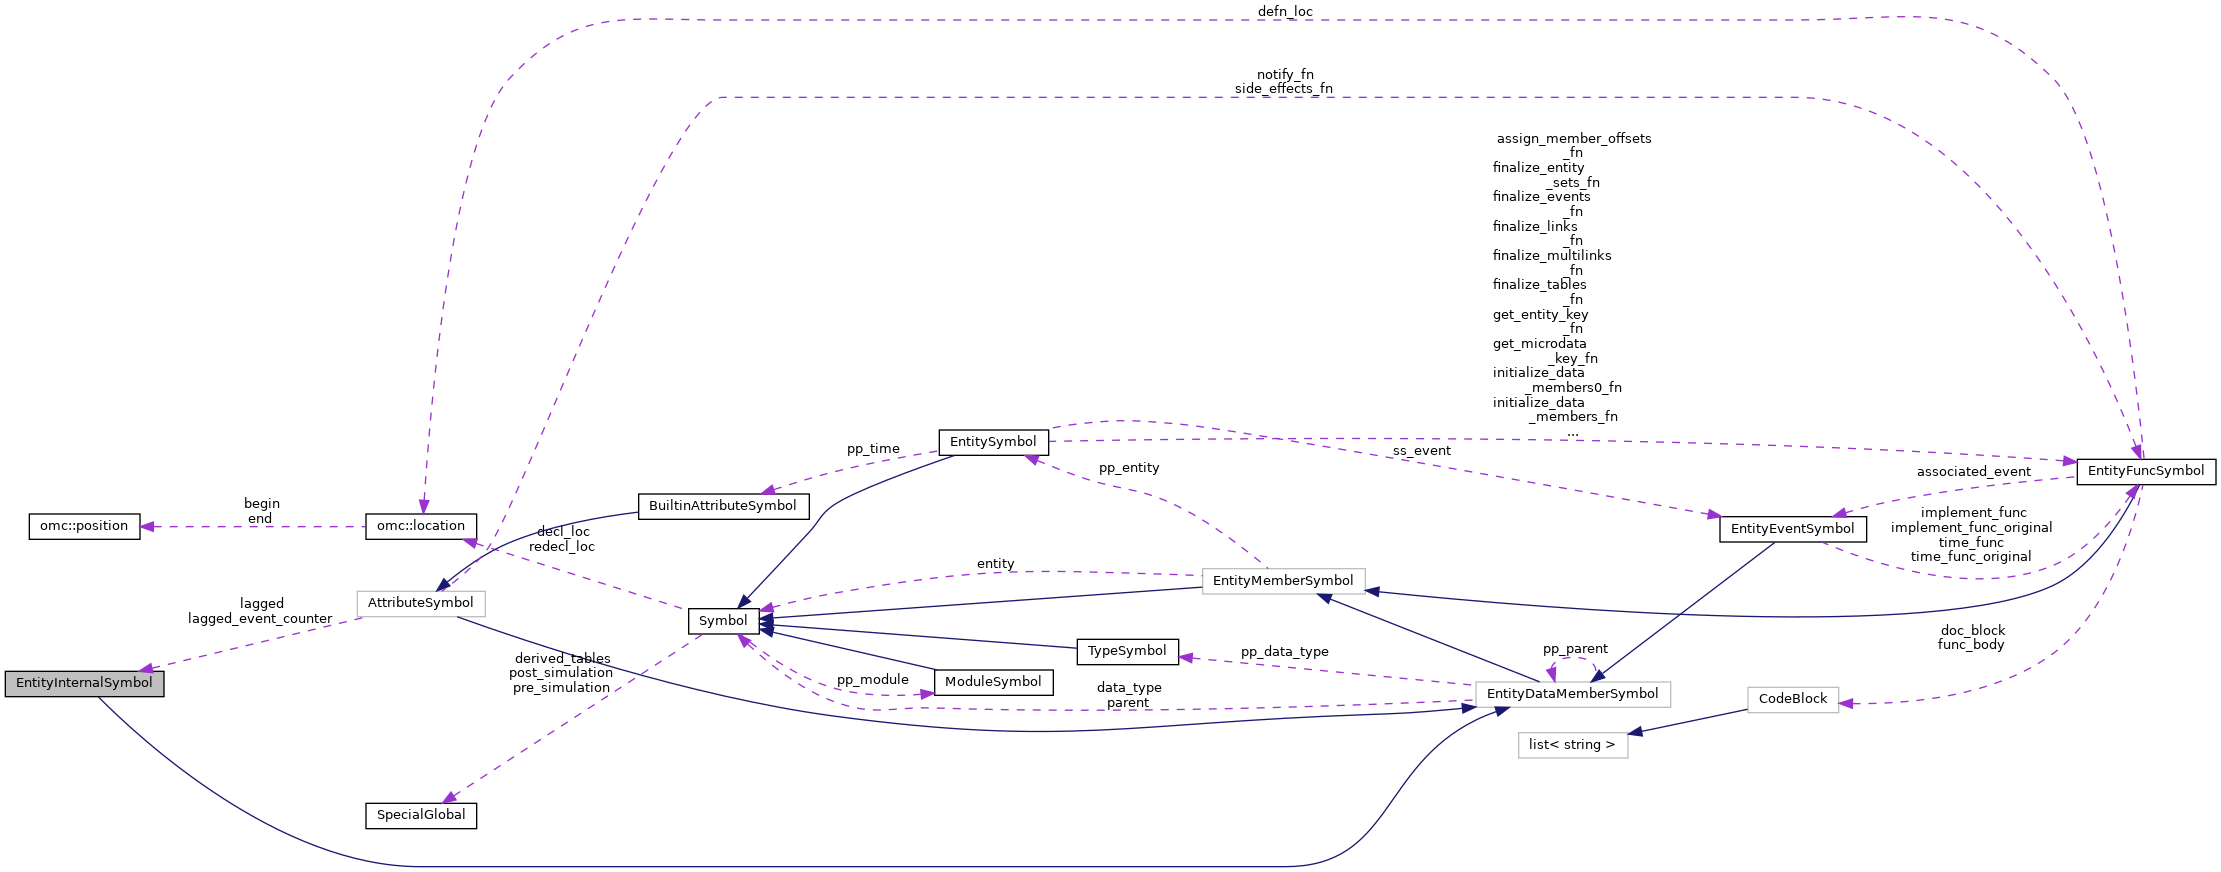 defn_loc
notify_fn
side_effects_fn
assign_member_offsets
_fn
finalize_entity
_sets_fn
finalize_events
_fn
finalize_links
_fn
finalize_multilinks
_fn
finalize_tables
_fn
get_entity_key
_fn
get_microdata
_key_fn
initialize_data
_members0_fn
initialize_data
_members_fn
...
EntitySymbol
pp_time
ss_event
pp_entity
associated_event
EntityFuncSymbol
begin
end
omc::position
omc::location
BuiltinAttributeSymbol
decl_loc
redecl_loc
EntityEventSymbol
implement_func
implement_func_original
time_func
time_func_original
entity
EntityMemberSymbol
AttributeSymbol
lagged
lagged_event_counter
Symbol
TypeSymbol
pp_data_type
pp_parent
doc_block
func_body
EntityInternalSymbol
derived_tables
post_simulation
pre_simulation
pp_module
ModuleSymbol
data_type
parent
EntityDataMemberSymbol
CodeBlock
list< string >
SpecialGlobal